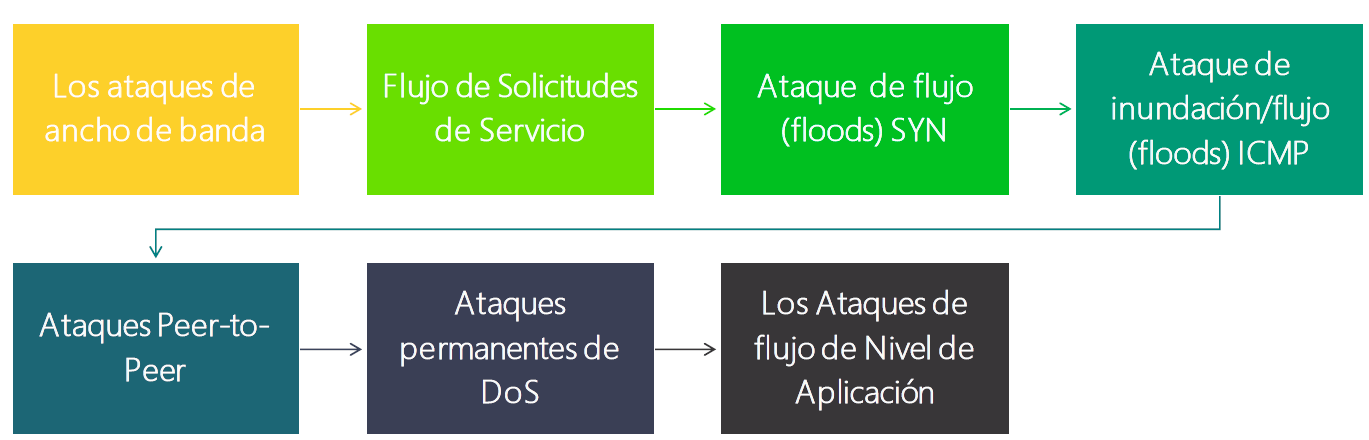 Los ataques de
ancho de banda
Flujo de Solicitudes
de Servicio
Ataque de flujo
(floods) SYN
Ataque de
inundación/flujo
(floods) ICMP
Ataques Peer-to-
Peer
Ataques
permanentes de
DoS
Los Ataques de
flujo de Nivel de
Aplicación